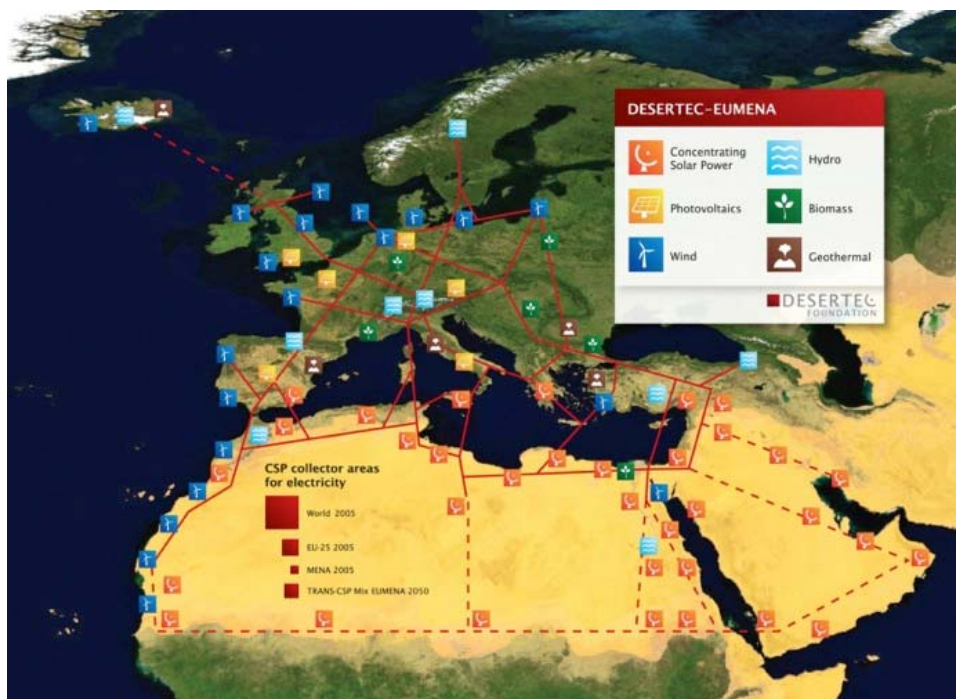 DESERTEC–EUMENA
Concentrating
Solar Power
Hydro
Photovoltaics
Biomass
Wind
Geothermal
DESERTEC
FOUNDATION
CSP collector areas
for electricity
World 2005
EU-25 2005
MENA 2005
TRANS-CSP Mix EUMENA 2050